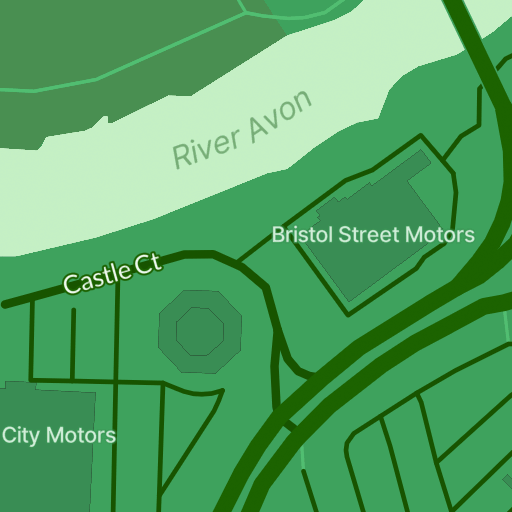 River Avon
Bristol Street Motors
Castle Ct
City Motors